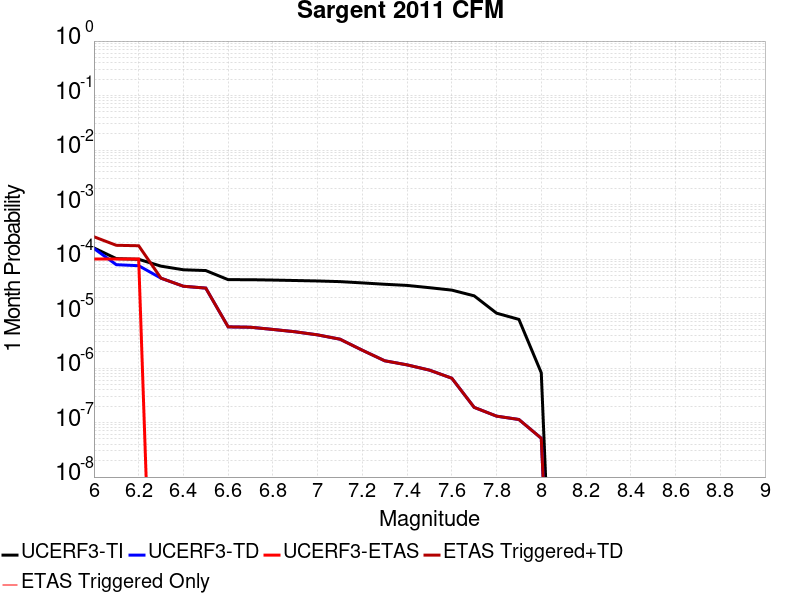 Sargent 2011 CFM
10^0
10^-1
10^-2
10^-3
10^-4
10^-5
10^-6
10^-7
10^-8
1 Month Probability
6 6.2 6.4 6.6 6.8 7 7.2 7.4 7.6 7.8 8 8.2 8.4 8.6 8.8 9
Magnitude
UCERF3-TI UCERF3-TD UCERF3-ETAS ETAS Triggered+TD
ETAS Triggered Only